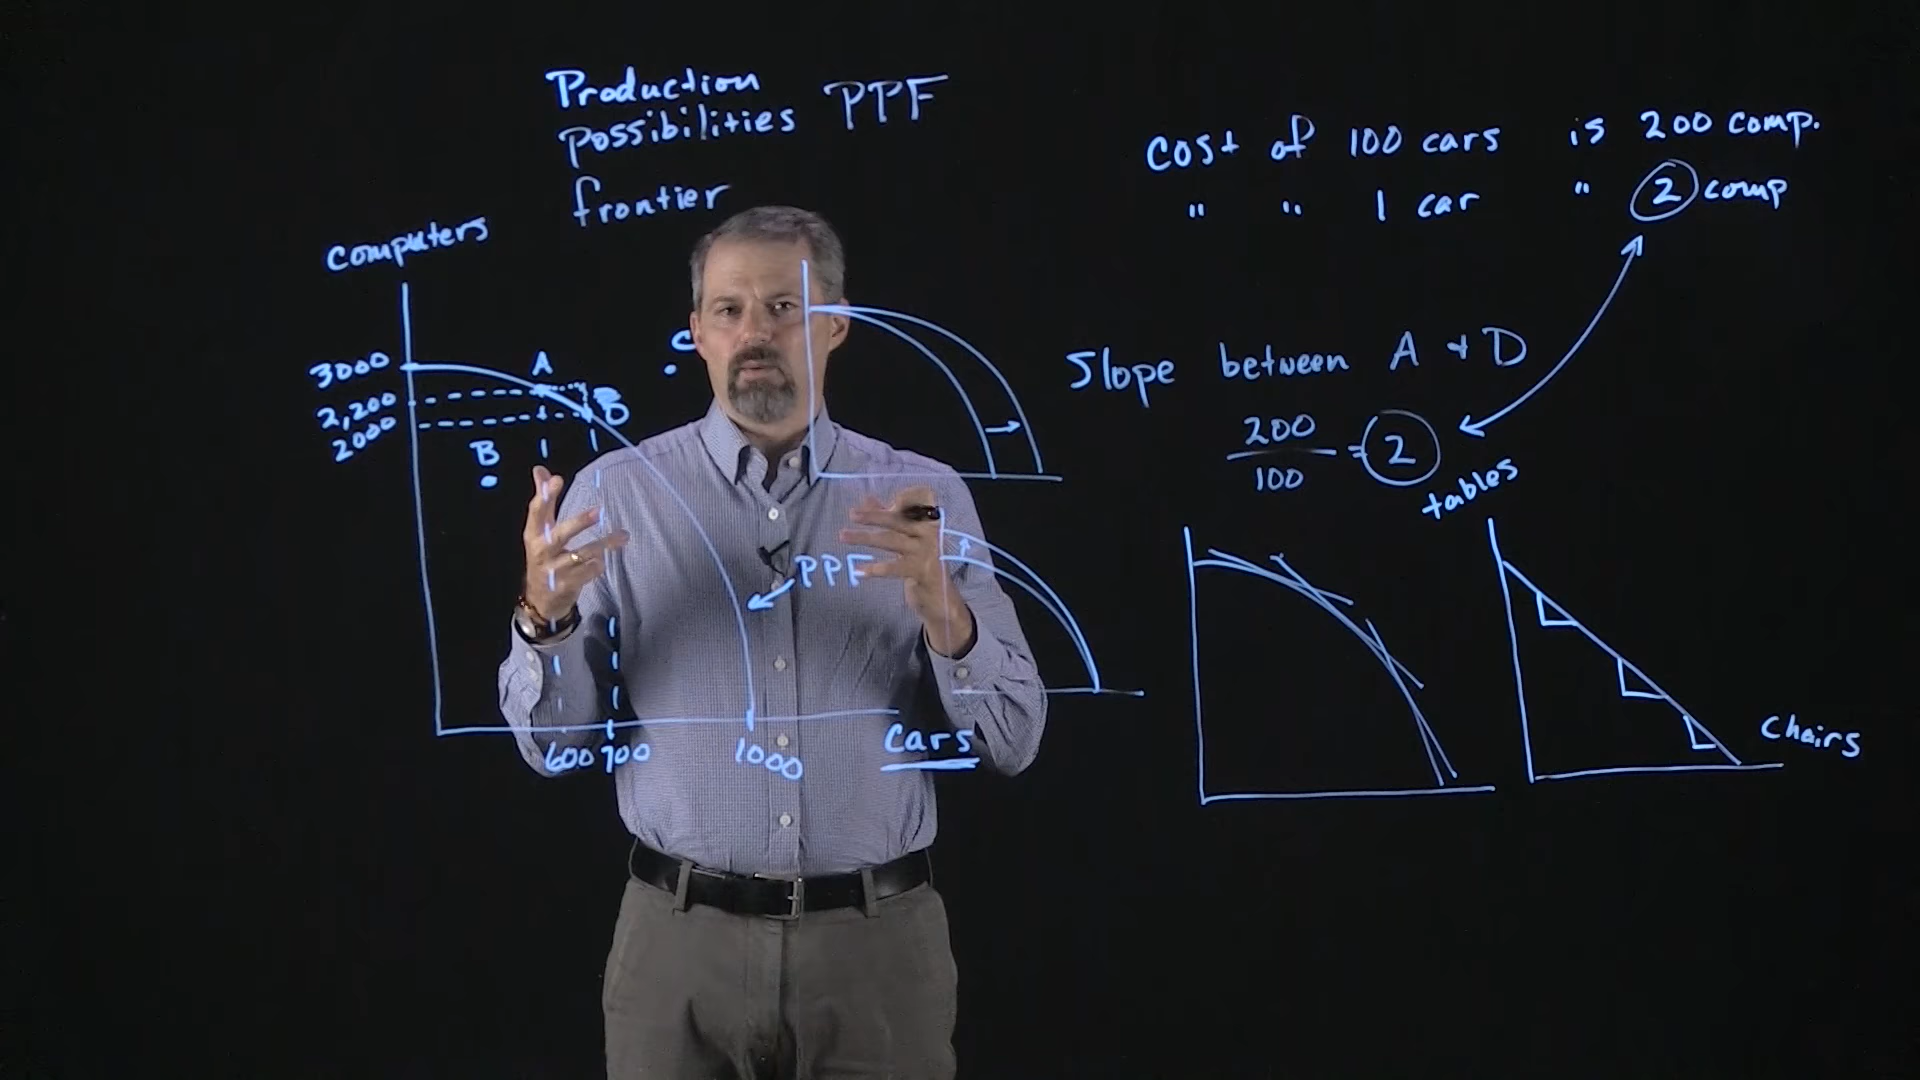 Production
possibilities PPF
frontier
Cost of 100 cars is 200 comp.
" " 1 car " 2 comp
Computers
3000
2,200
2000
A
B
C
D
PPF
600 700 1000
Cars
Slope between A + D
200
100
= 2
tables
Chairs